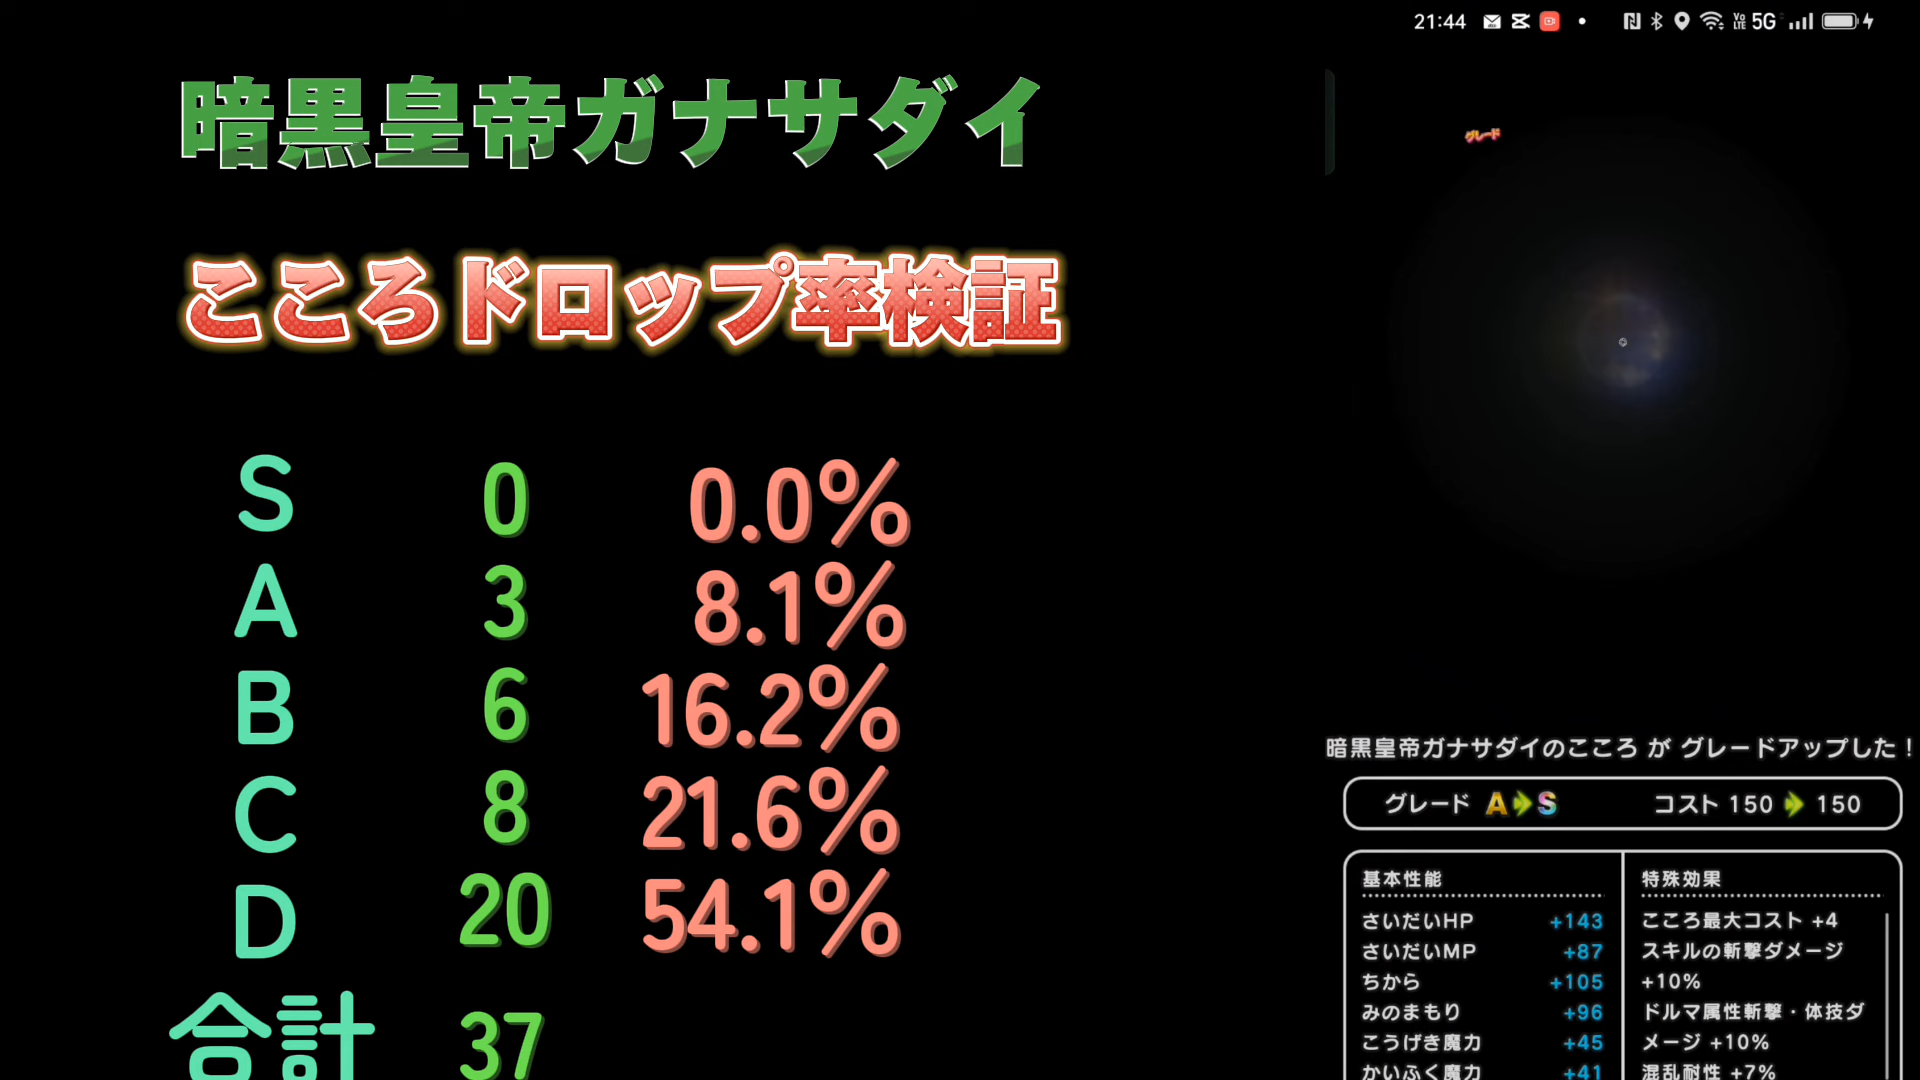 21:44 5G
暗黒皇帝ガナサダイ
グレード
こころドロップ率検証
S 0 0.0%
A 3 8.1%
B 6 16.2%
C 8 21.6%
D 20 54.1%
合計 37
暗黒皇帝ガナサダイのこころ が グレードアップした!
グレード A S コスト 150 150
基本性能
さいだいHP +143
さいだいMP +87
ちから +105
みのまもり +96
こうげき魔力 +45
かいふく魔力 +41
特殊効果
こころ最大コスト +4
スキルの斬撃ダメージ
+10%
ドルマ属性斬撃・体技ダ
メージ +10%
混乱耐性 +7%